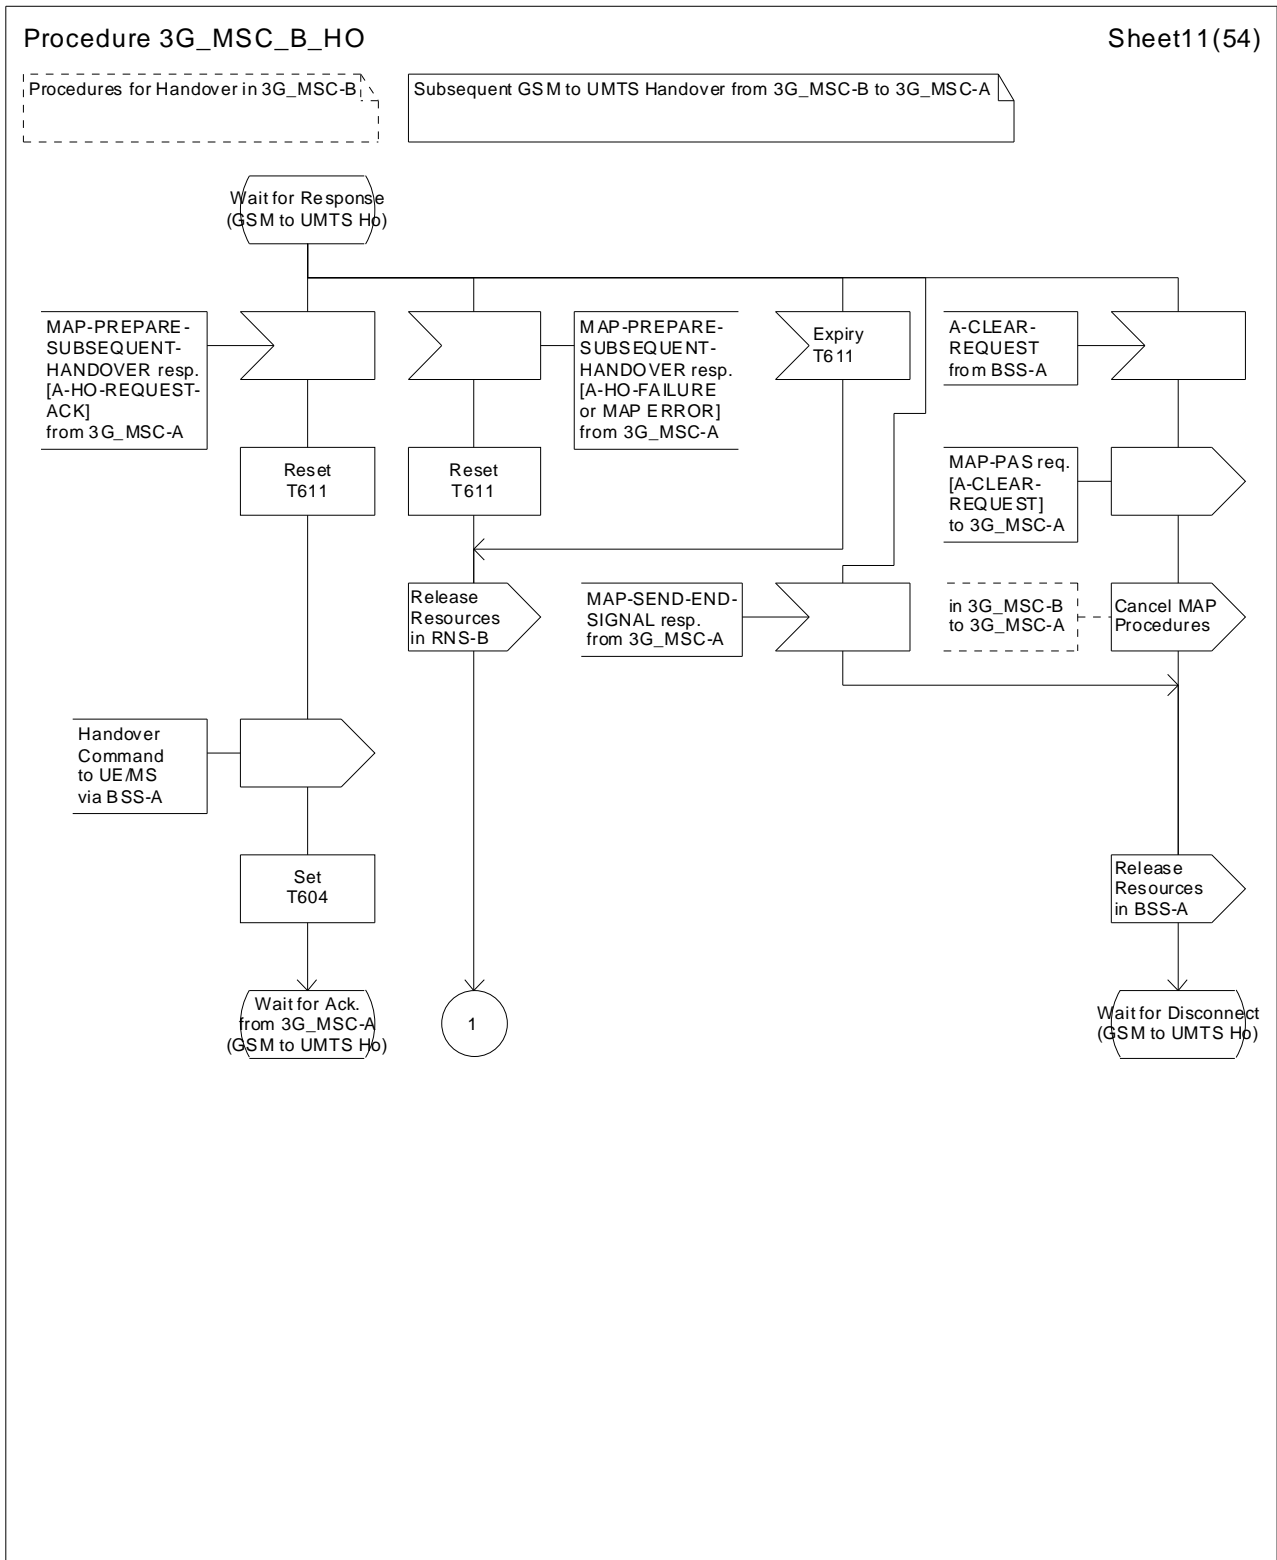 Procedure 3G_MSC_B_HO
Sheet11(54)
Procedures for Handover in 3G_MSC-B
Subsequent GSM to UMTS Handover from 3G_MSC-B to 3G_MSC-A
Wait for Response
(GSM to UMTS Ho)
MAP-PREPARE-
SUBSEQUENT-
HANDOVER resp.
[A-HO-REQUEST-
ACK]
from 3G_MSC-A
MAP-PREPARE-
SUBSEQUENT-
HANDOVER resp.
[A-HO-FAILURE
or MAP ERROR]
from 3G_MSC-A
Expiry
T611
A-CLEAR-
REQUEST
from BSS-A
Reset
T611
Reset
T611
MAP-PAS req.
[A-CLEAR-
REQUEST]
to 3G_MSC-A
Release
Resources
in RNS-B
MAP-SEND-END-
SIGNAL resp.
from 3G_MSC-A
in 3G_MSC-B
to 3G_MSC-A
Cancel MAP
Procedures
Handover
Command
to UE/MS
via BSS-A
Set
T604
Release
Resources
in BSS-A
Wait for Ack.
from 3G_MSC-A
(GSM to UMTS Ho)
1
Wait for Disconnect
(GSM to UMTS Ho)